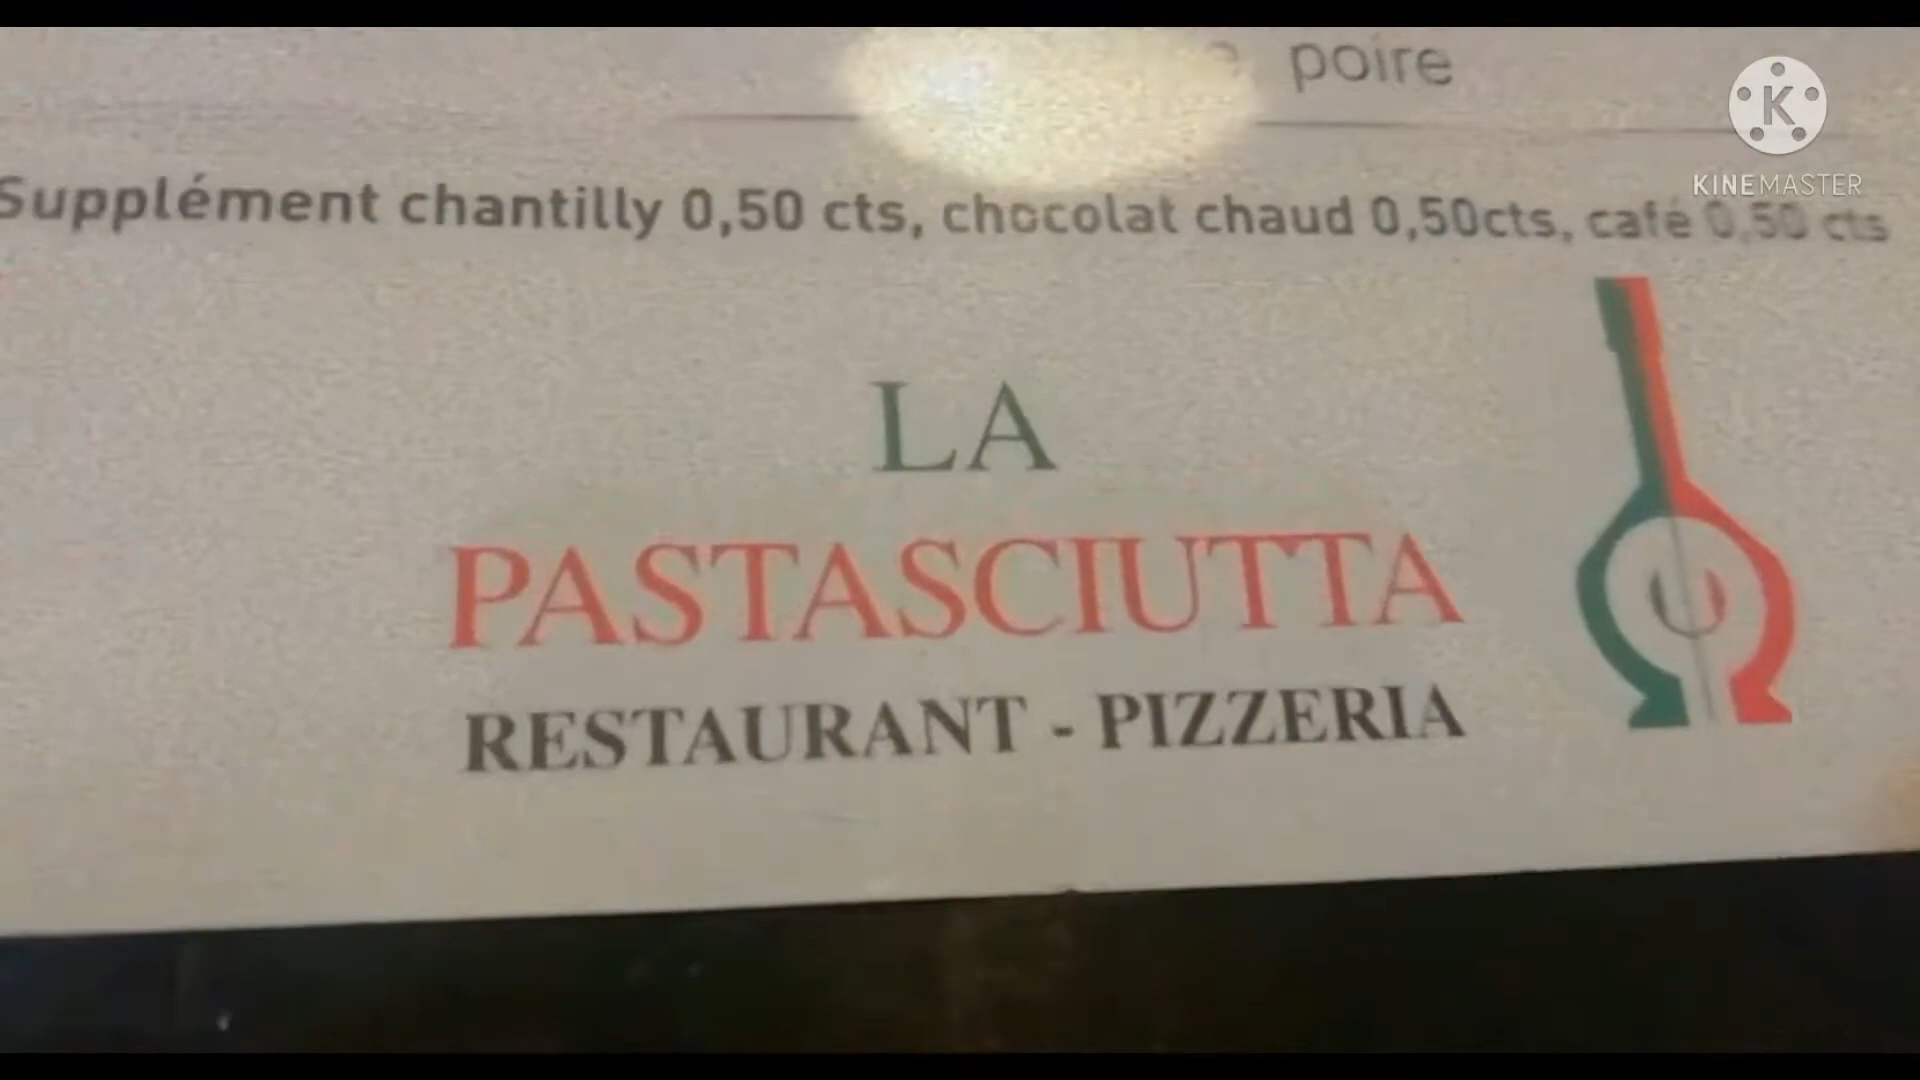 poire
KINEMASTER
Supplément chantilly 0,50 cts, chocolat chaud 0,50cts, café 0,50 cts
LA
PASTASCIUTTA
RESTAURANT - PIZZERIA